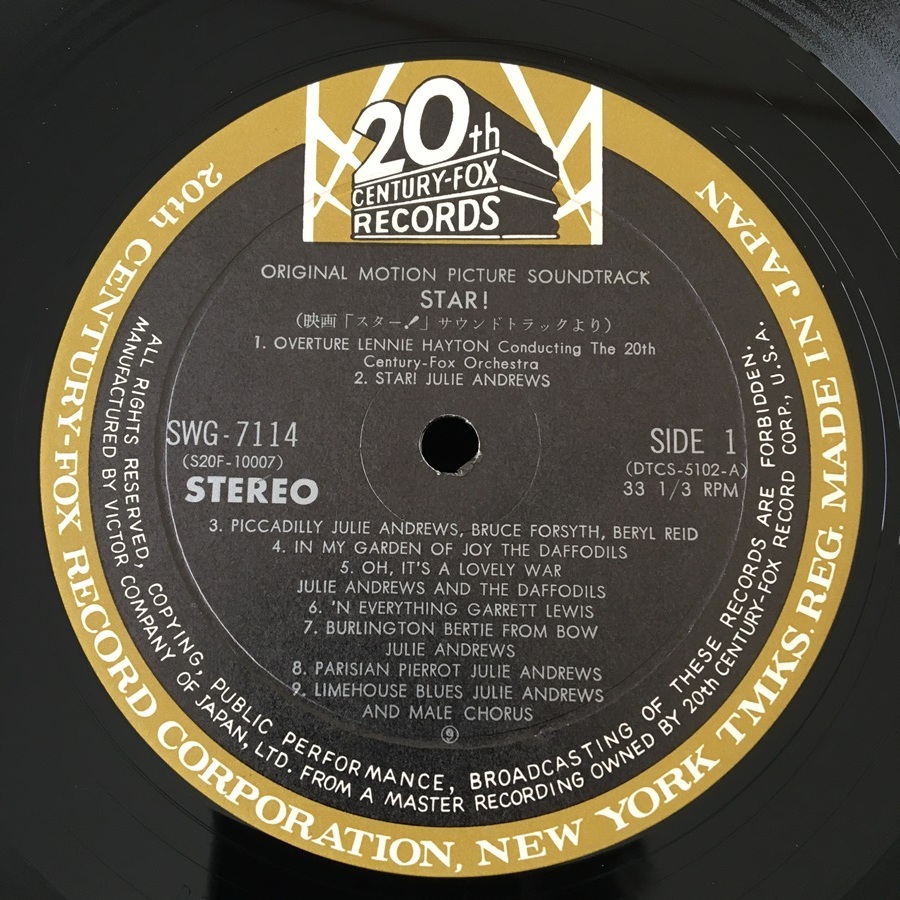 20th
CENTURY-FOX
RECORDS
ORIGINAL MOTION PICTURE SOUNDTRACK
STAR!
(映画「スター!」サウンドトラックより)
1. OVERTURE LENNIE HAYTON Conducting The 20th
Century-Fox Orchestra
2. STAR! JULIE ANDREWS
SWG-7114
(S20F-10007)
STEREO
SIDE 1
(DTCS-5102-A)
33 1/3 RPM
3. PICCADILLY JULIE ANDREWS, BRUCE FORSYTH, BERYL REID
4. IN MY GARDEN OF JOY THE DAFFODILS
5. OH, IT'S A LOVELY WAR
JULIE ANDREWS AND THE DAFFODILS
6. 'N EVERYTHING GARRETT LEWIS
7. BURLINGTON BERTIE FROM BOW
JULIE ANDREWS
8. PARISIAN PIERROT JULIE ANDREWS
9. LIMEHOUSE BLUES JULIE ANDREWS
AND MALE CHORUS
ALL RIGHTS RESERVED, COPYING, PUBLIC PERFORMANCE, BROADCASTING OF THESE RECORDS ARE FORBIDDEN.
MANUFACTURED BY VICTOR COMPANY OF JAPAN, LTD. FROM A MASTER RECORDING OWNED BY 20th CENTURY-FOX RECORD CORP., U.S.A.
20th CENTURY-FOX RECORD CORPORATION, NEW YORK TMKS. REG. MADE IN JAPAN